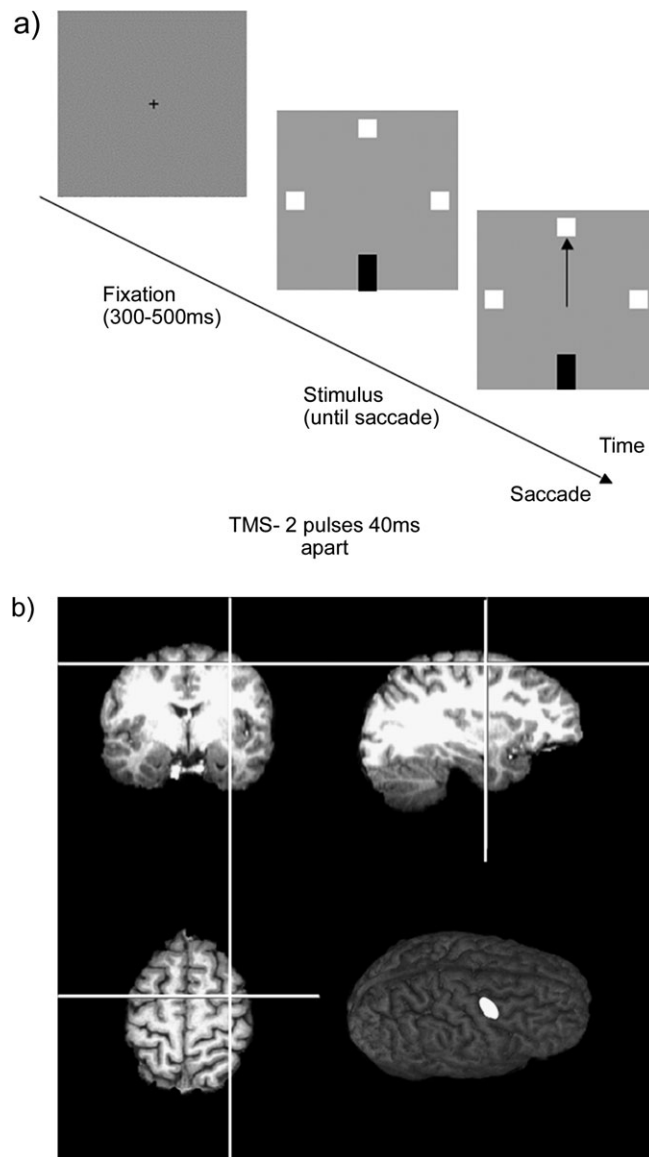 a)
Fixation
(300-500ms)
Stimulus
(until saccade)
Time
Saccade
TMS- 2 pulses 40ms
apart
b)